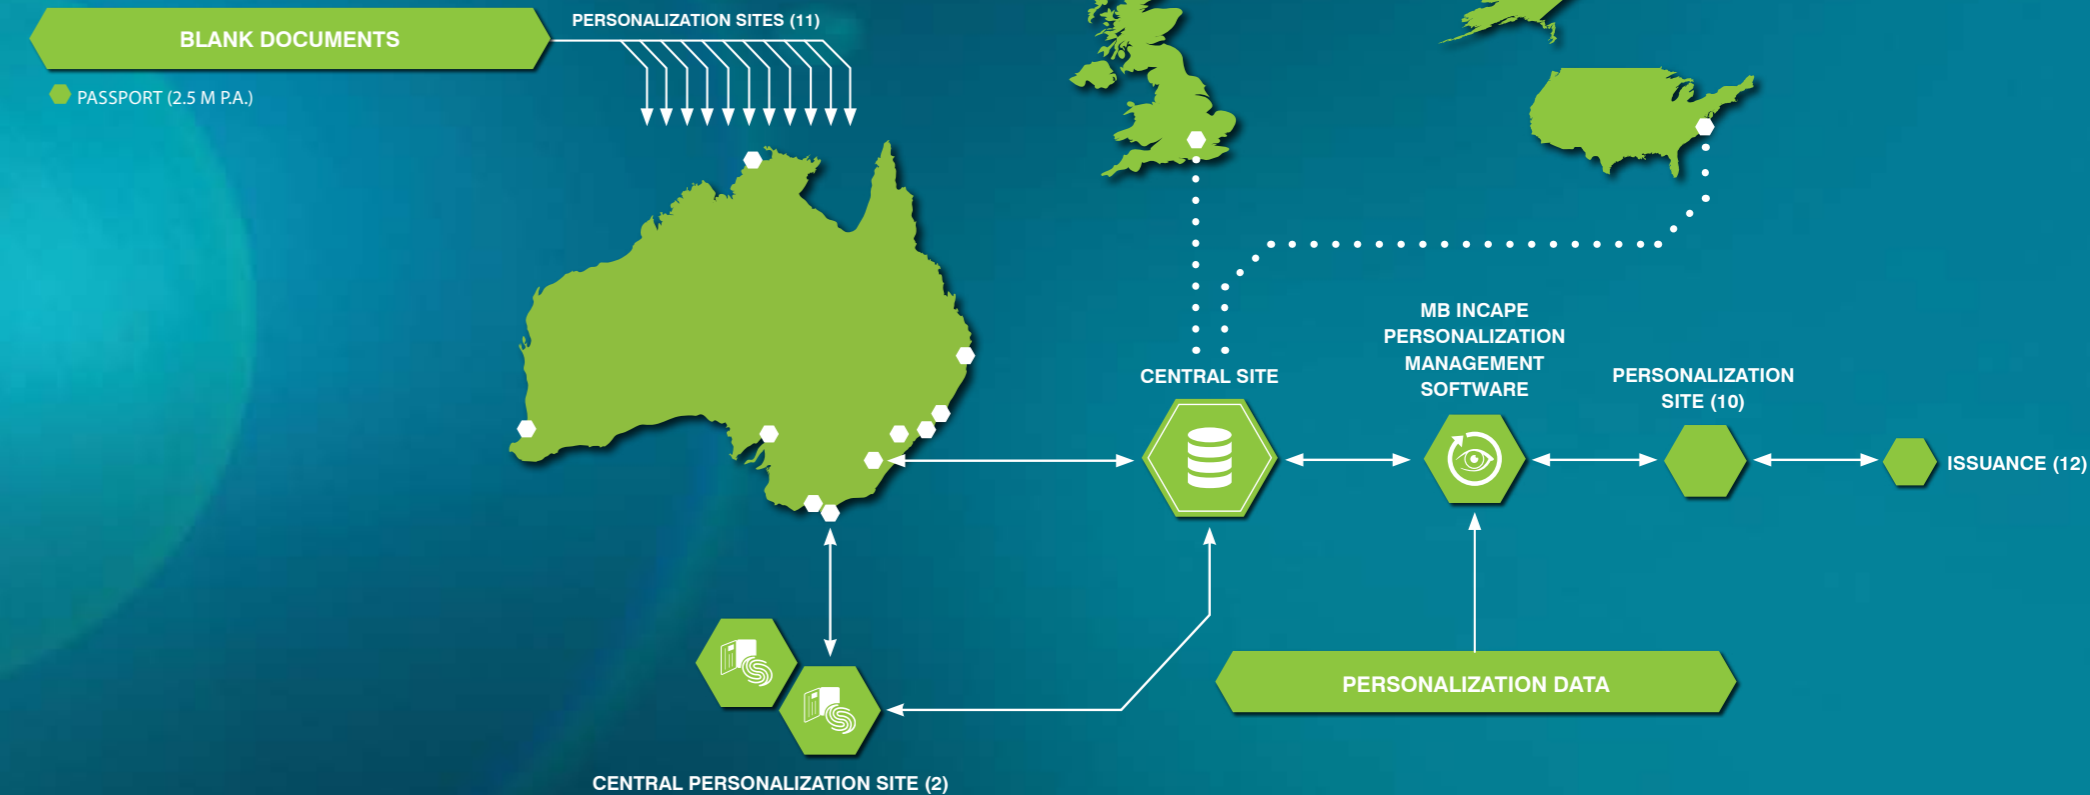 BLANK DOCUMENTS
PERSONALIZATION SITES (11)
PASSPORT (2.5 M P.A.)
MB INCAPE
PERSONALIZATION
MANAGEMENT
SOFTWARE
CENTRAL SITE
PERSONALIZATION
SITE (10)
ISSUANCE (12)
PERSONALIZATION DATA
CENTRAL PERSONALIZATION SITE (2)